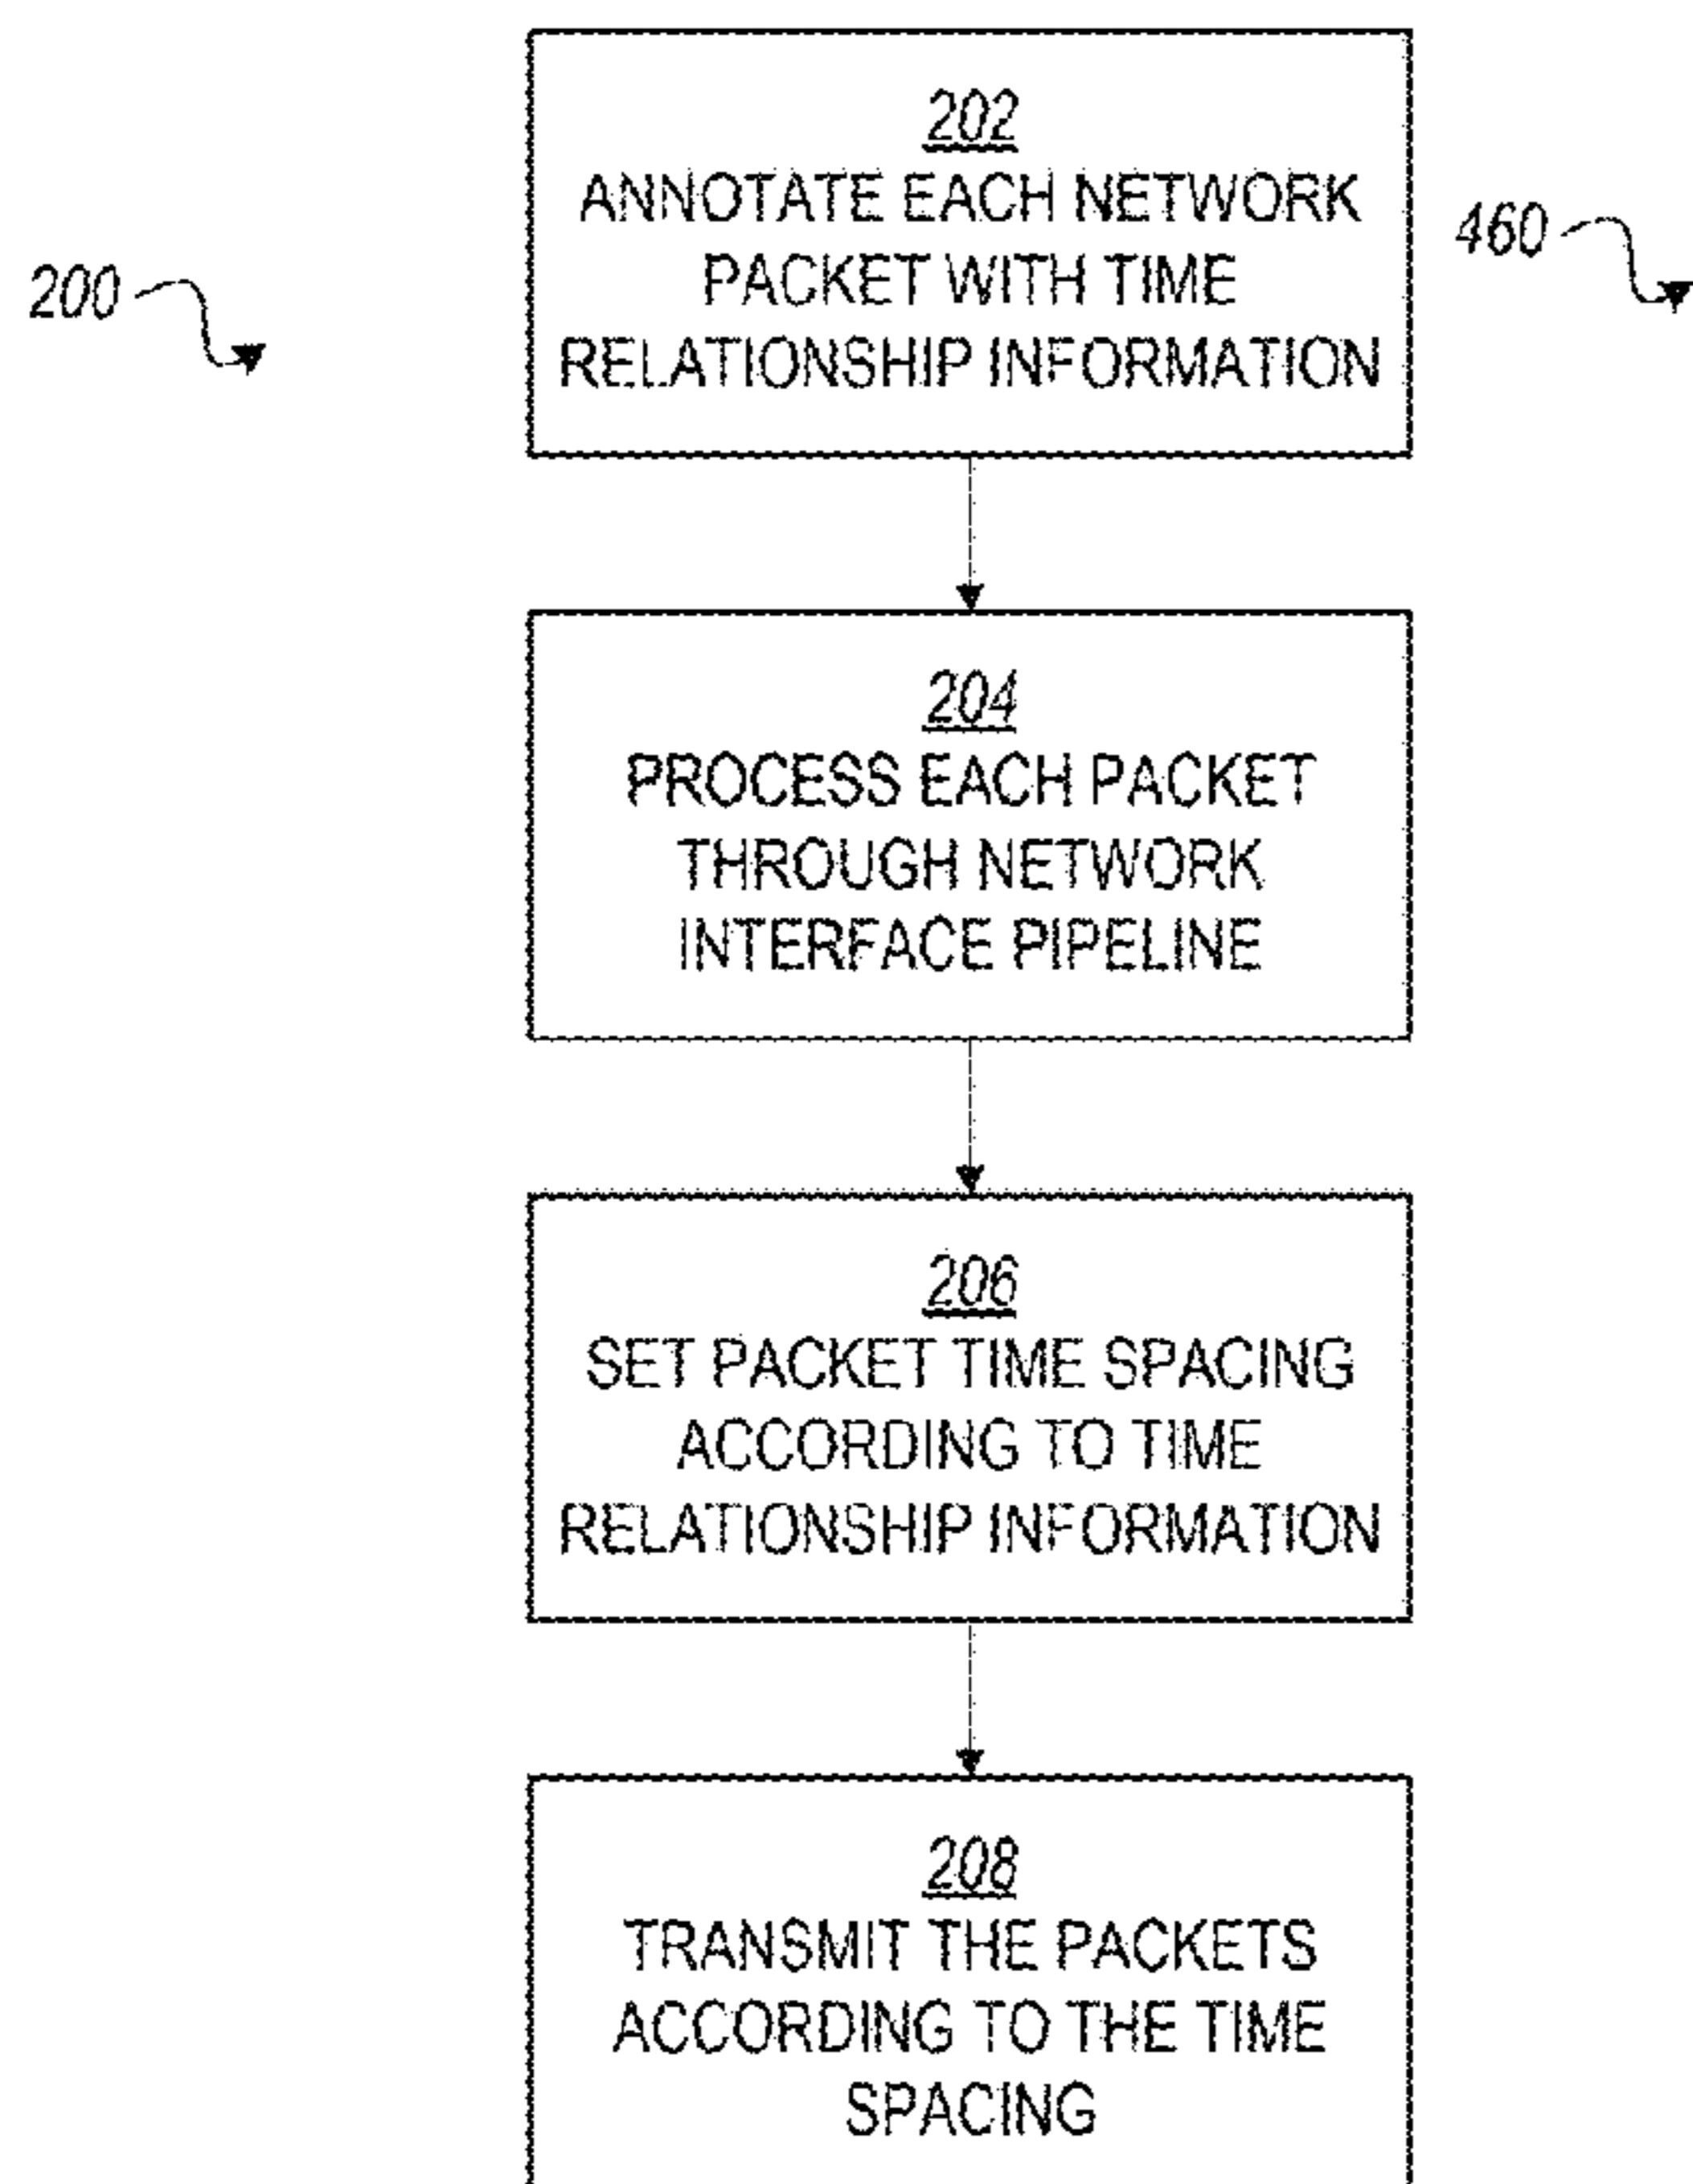 202
ANNOTATE EACH NETWORK
PACKET WITH TIME
RELATIONSHIP INFORMATION
200
460
204
PROCESS EACH PACKET
THROUGH NETWORK
INTERFACE PIPELINE
206
SET PACKET TIME SPACING
ACCORDING TO TIME
RELATIONSHIP INFORMATION
208
TRANSMIT THE PACKETS
ACCORDING TO THE TIME
SPACING